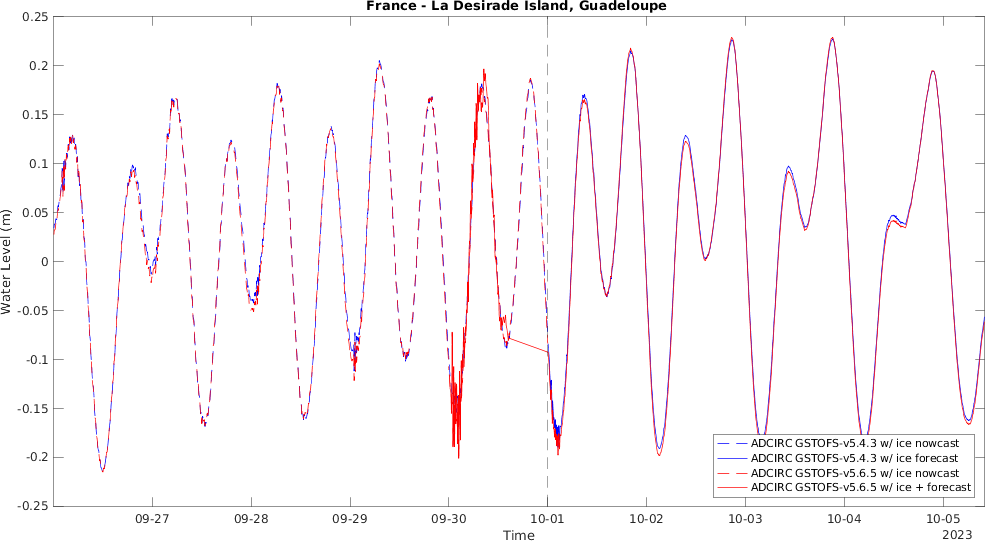 France - La Desirade Island, Guadeloupe
0.25
0.2
0.15
0.1
0.05
0
-0.05
-0.1
-0.15
-0.2
-0.25
Water Level (m)
ADCIRC GSTOFS-v5.4.3 w/ ice nowcast
ADCIRC GSTOFS-v5.4.3 w/ ice forecast
ADCIRC GSTOFS-v5.6.5 w/ ice nowcast
ADCIRC GSTOFS-v5.6.5 w/ ice + forecast
09-27 09-28 09-29 09-30 10-01 10-02 10-03 10-04 10-05
Time
2023